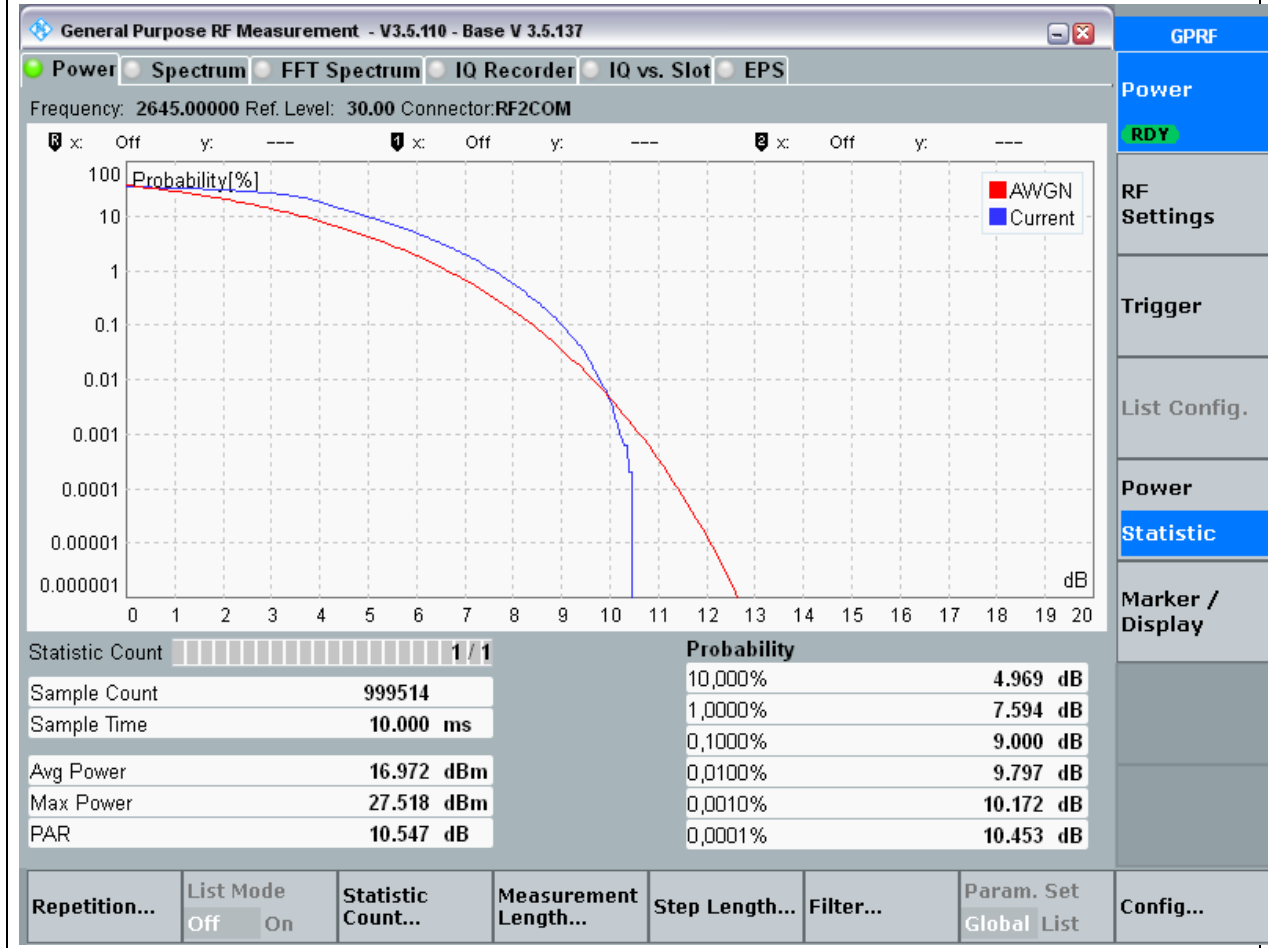 General Purpose RF Measurement - V3.5.110 - Base V 3.5.137
GPRF
Power Spectrum FFT Spectrum IQ Recorder IQ vs. Slot EPS
Frequency: 2645.00000 Ref. Level: 30.00 Connector:RF2COM
R x: Off y: --- 1 x: Off y: --- 2 x: Off y: ---
Probability[%]
100
10
1
0.1
0.01
0.001
0.0001
0.00001
0.000001
AWGN
Current
dB
0 1 2 3 4 5 6 7 8 9 10 11 12 13 14 15 16 17 18 19 20
Statistic Count 1 / 1
Sample Count 999514
Sample Time 10.000 ms
Avg Power 16.972 dBm
Max Power 27.518 dBm
PAR 10.547 dB
Probability
10,000% 4.969 dB
1,0000% 7.594 dB
0,1000% 9.000 dB
0,0100% 9.797 dB
0,0010% 10.172 dB
0,0001% 10.453 dB
Power
RDY
RF
Settings
Trigger
List Config.
Power
Statistic
Marker /
Display
Repetition...
List Mode
Off On
Statistic
Count...
Measurement
Length...
Step Length...
Filter...
Param. Set
Global List
Config...